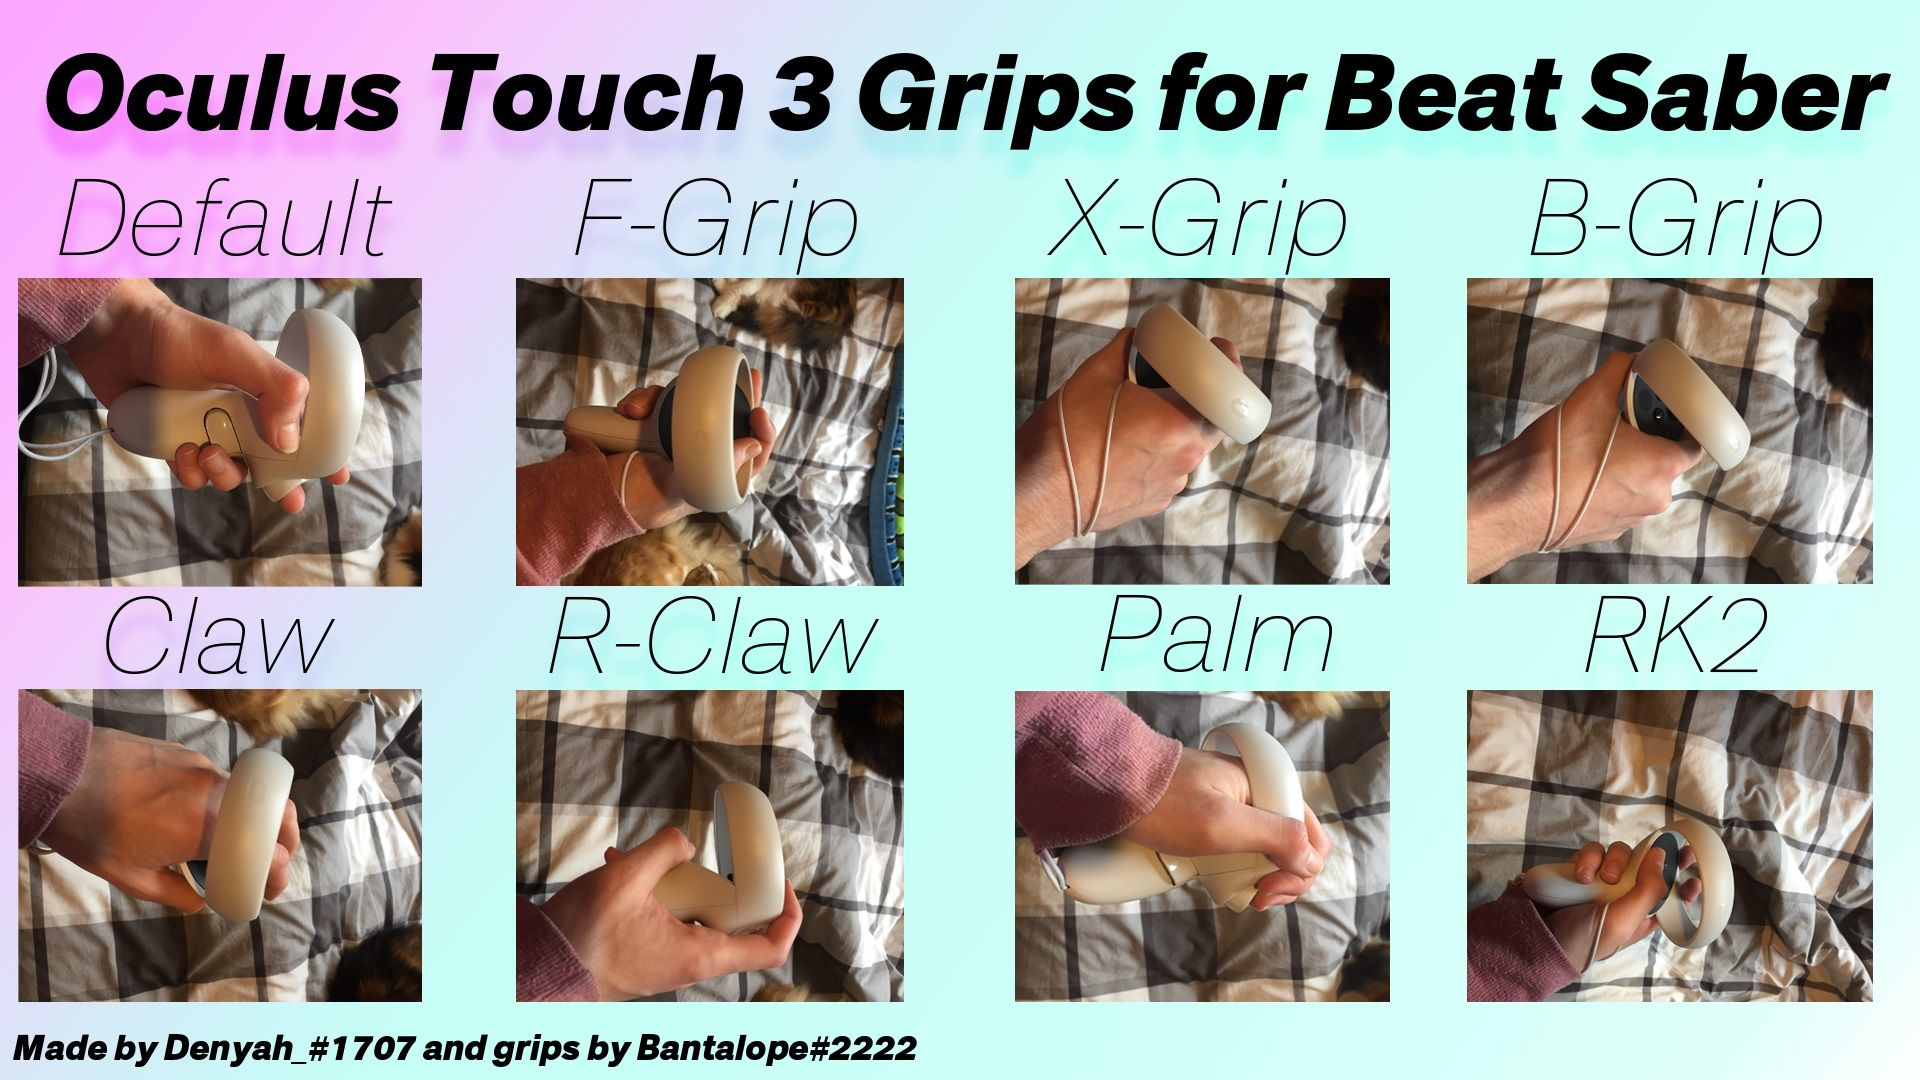 Oculus Touch 3 Grips for Beat Saber
Default
F-Grip
X-Grip
B-Grip
Claw
R-Claw
Palm
RK2
Made by Denyah_#1707 and grips by Bantalope#2222